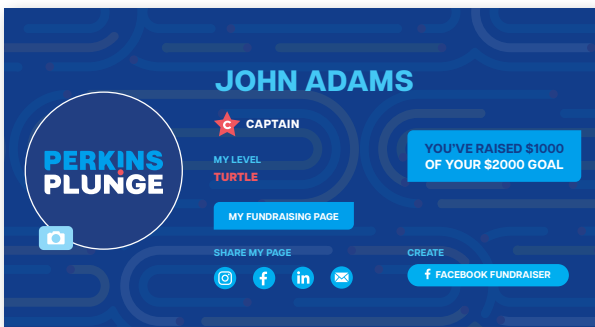 JOHN ADAMS
C CAPTAIN
PERKINS
PLUNGE
MY LEVEL
TURTLE
YOU'VE RAISED $1000
OF YOUR $2000 GOAL
MY FUNDRAISING PAGE
SHARE MY PAGE
CREATE
f
in
f FACEBOOK FUNDRAISER